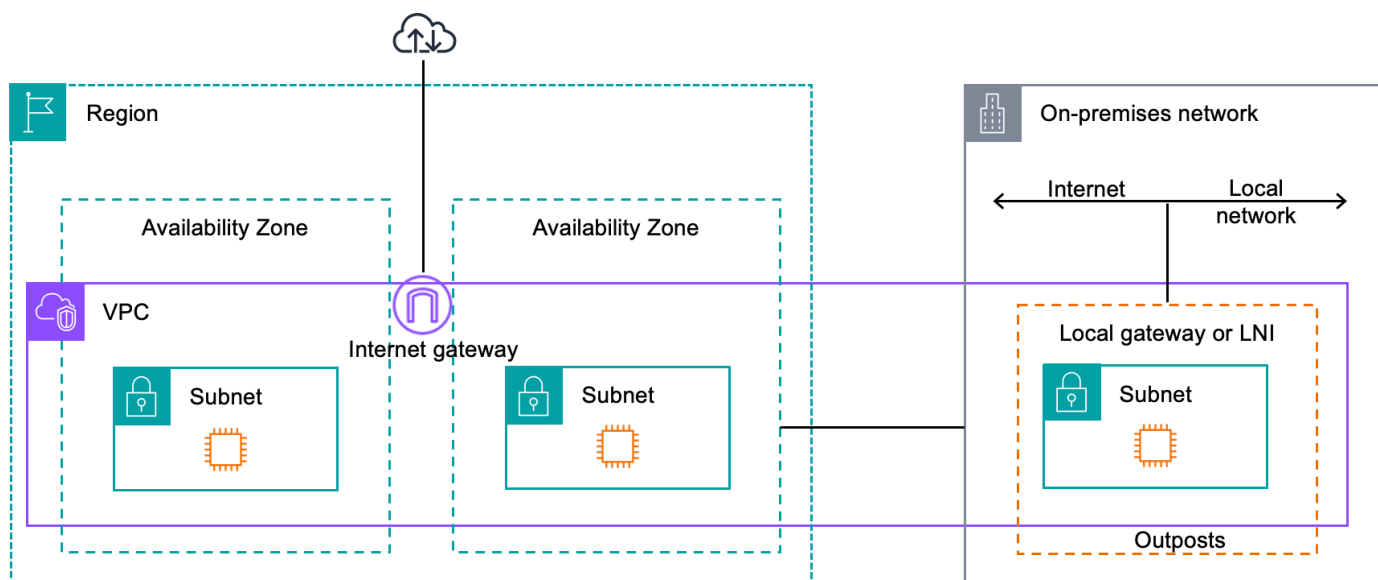 Region
On-premises network
Internet
Local
network
Availability Zone
Availability Zone
VPC
Internet gateway
Local gateway or LNI
Subnet
Subnet
Subnet
Outposts